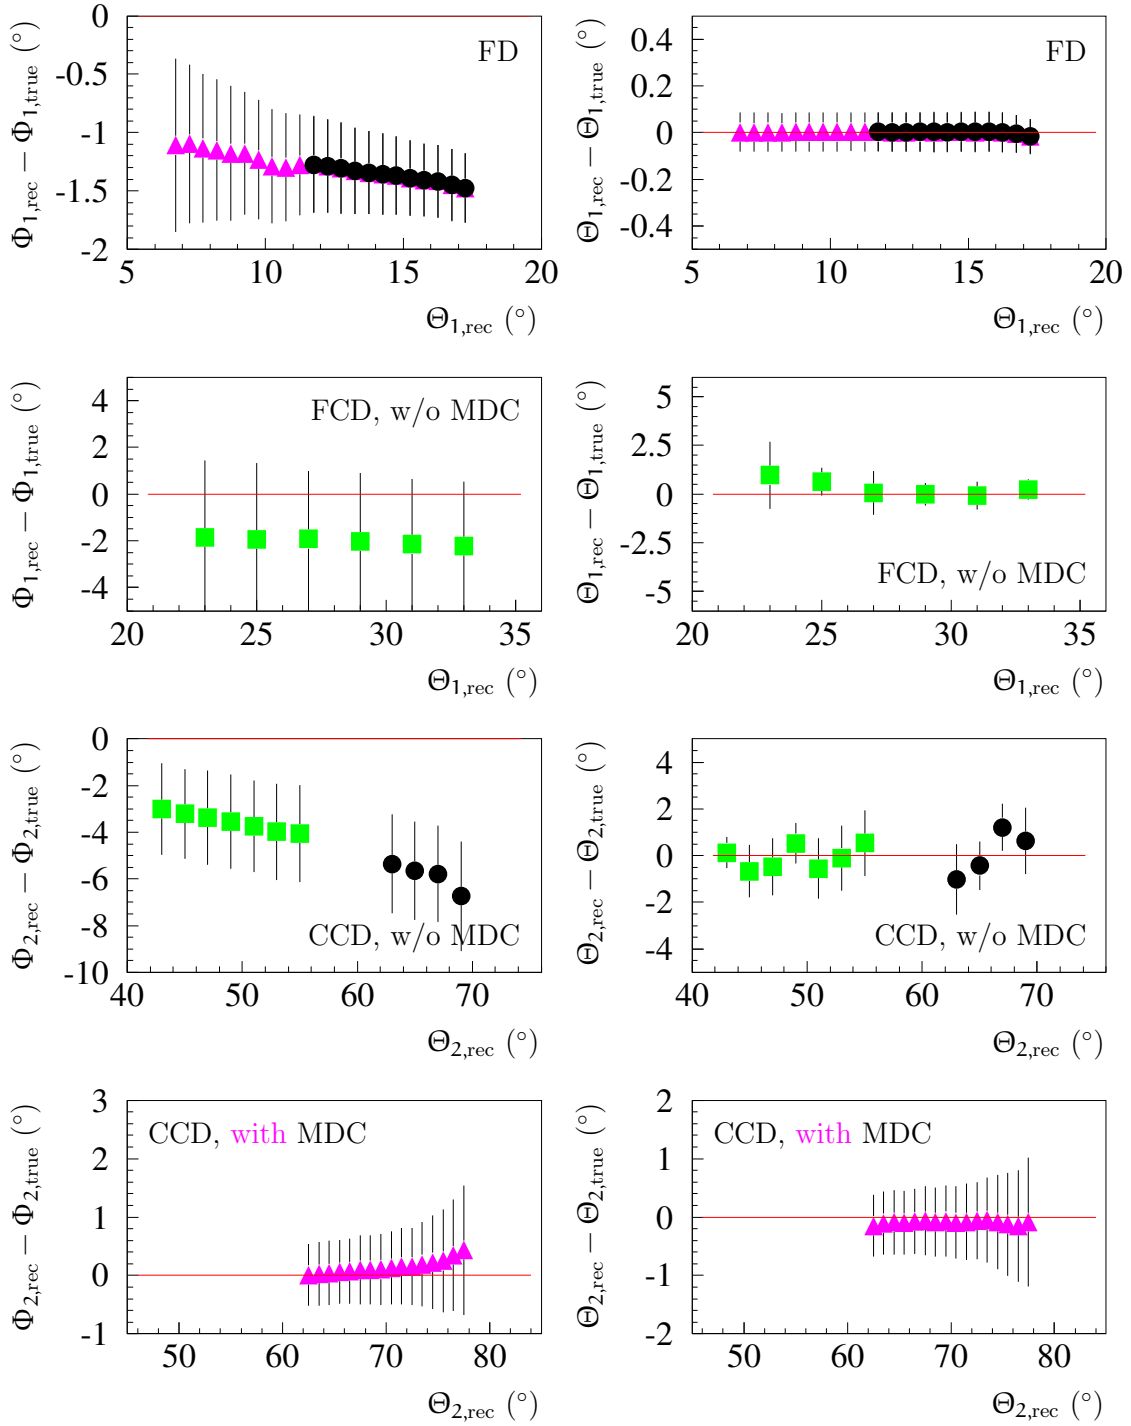 Φ1,rec − Φ1,true (°)
0
-0.5
-1
-1.5
-2
FD
5 10 15 20
Θ1,rec (°)
Θ1,rec − Θ1,true (°)
0.4
0.2
0
-0.2
-0.4
FD
5 10 15 20
Θ1,rec (°)
Φ1,rec − Φ1,true (°)
4
2
0
-2
-4
FCD, w/o MDC
20 25 30 35
Θ1,rec (°)
Θ1,rec − Θ1,true (°)
5
2.5
0
-2.5
-5
FCD, w/o MDC
20 25 30 35
Θ1,rec (°)
Φ2,rec − Φ2,true (°)
0
-2
-4
-6
-8
-10
CCD, w/o MDC
40 50 60 70
Θ2,rec (°)
Θ2,rec − Θ2,true (°)
4
2
0
-2
-4
CCD, w/o MDC
40 50 60 70
Θ2,rec (°)
Φ2,rec − Φ2,true (°)
3
2
1
0
-1
CCD, with MDC
50 60 70 80
Θ2,rec (°)
Θ2,rec − Θ2,true (°)
2
1
0
-1
-2
CCD, with MDC
50 60 70 80
Θ2,rec (°)